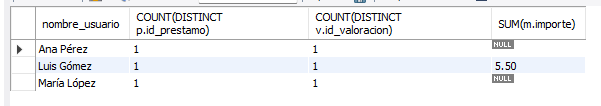 nombre_usuario COUNT(DISTINCT p.id_prestamo) COUNT(DISTINCT v.id_valoracion) SUM(m.importe)
Ana Pérez 1 1 NULL
Luis Gómez 1 1 5.50
María López 1 1 NULL